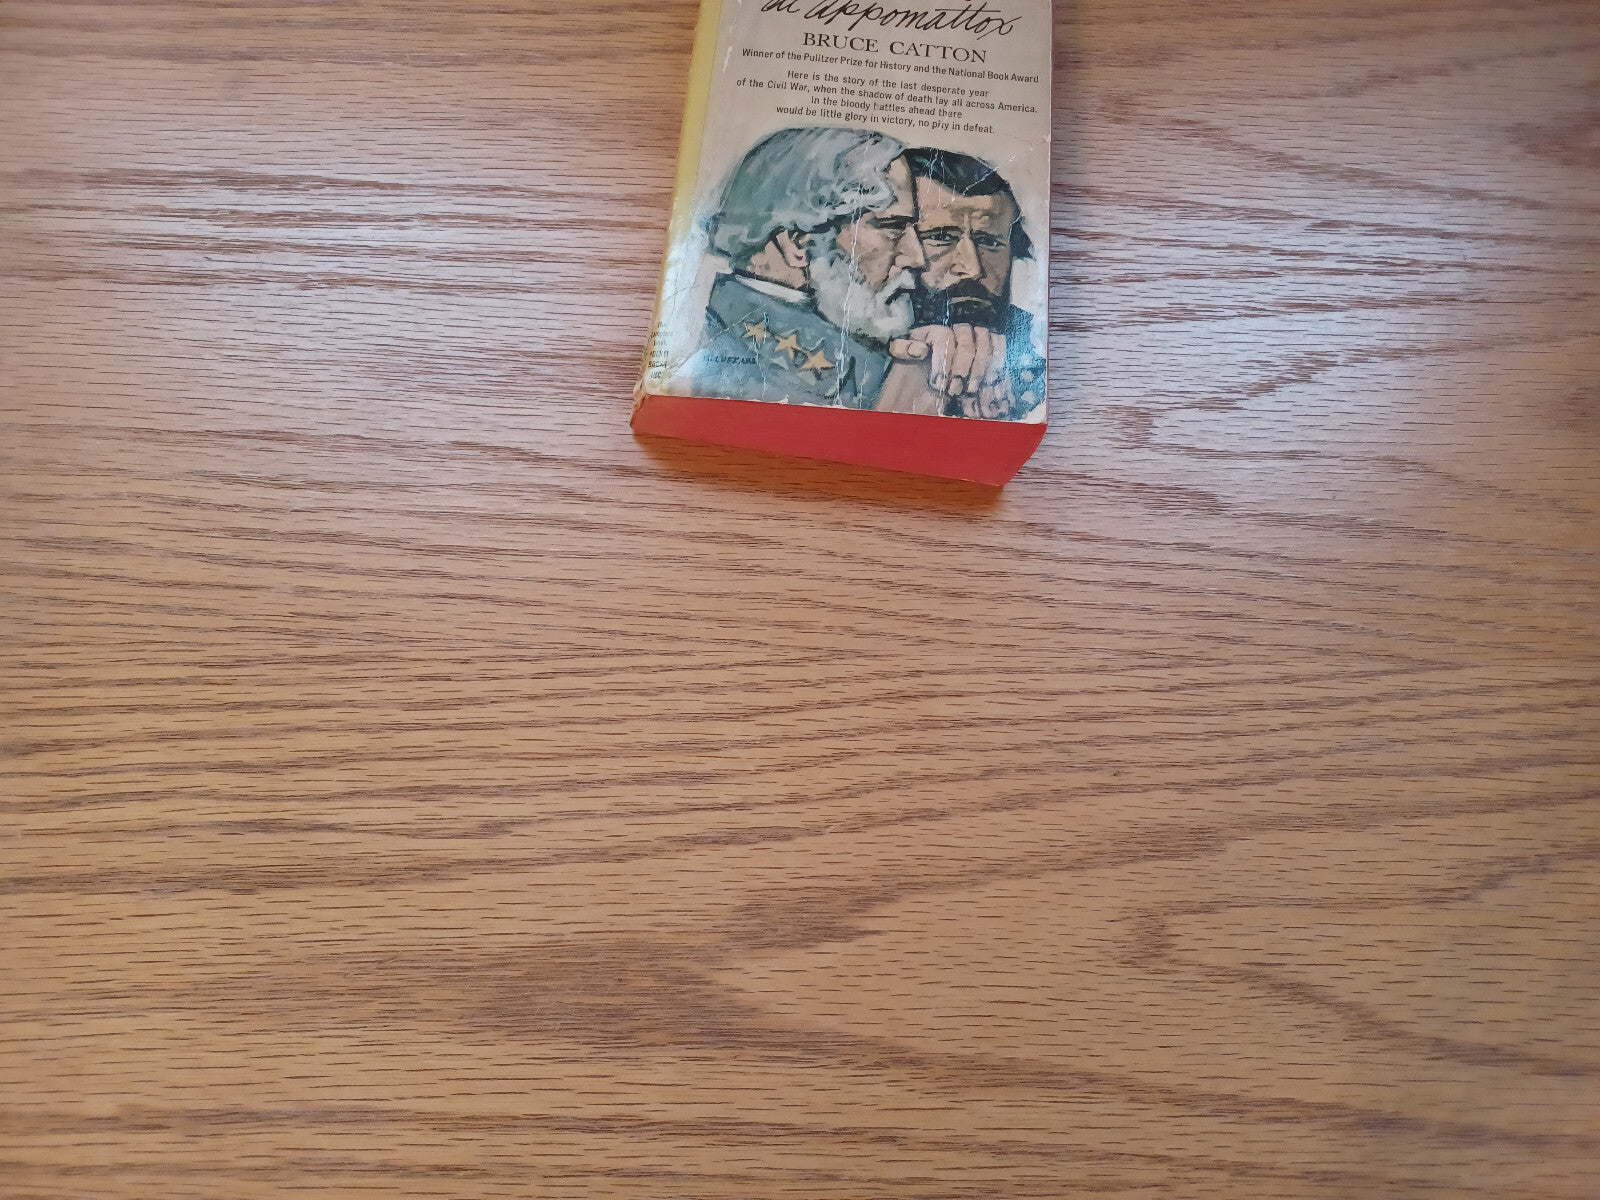 at Appomattox
BRUCE CATTON
Winner of the Pulitzer Prize for History and the National Book Award
Here is the story of the last desperate year
of the Civil War, when the shadow of death lay all across America.
In the bloody battles ahead there
would be little glory in victory, no pity in defeat.